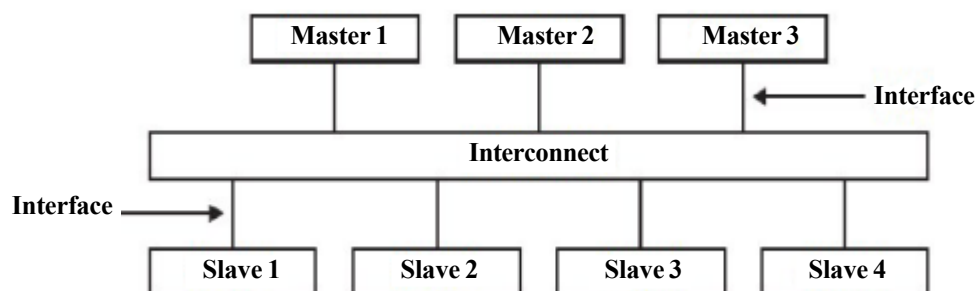 Master 1
Master 2
Master 3
Interface
Interconnect
Interface
Slave 1
Slave 2
Slave 3
Slave 4